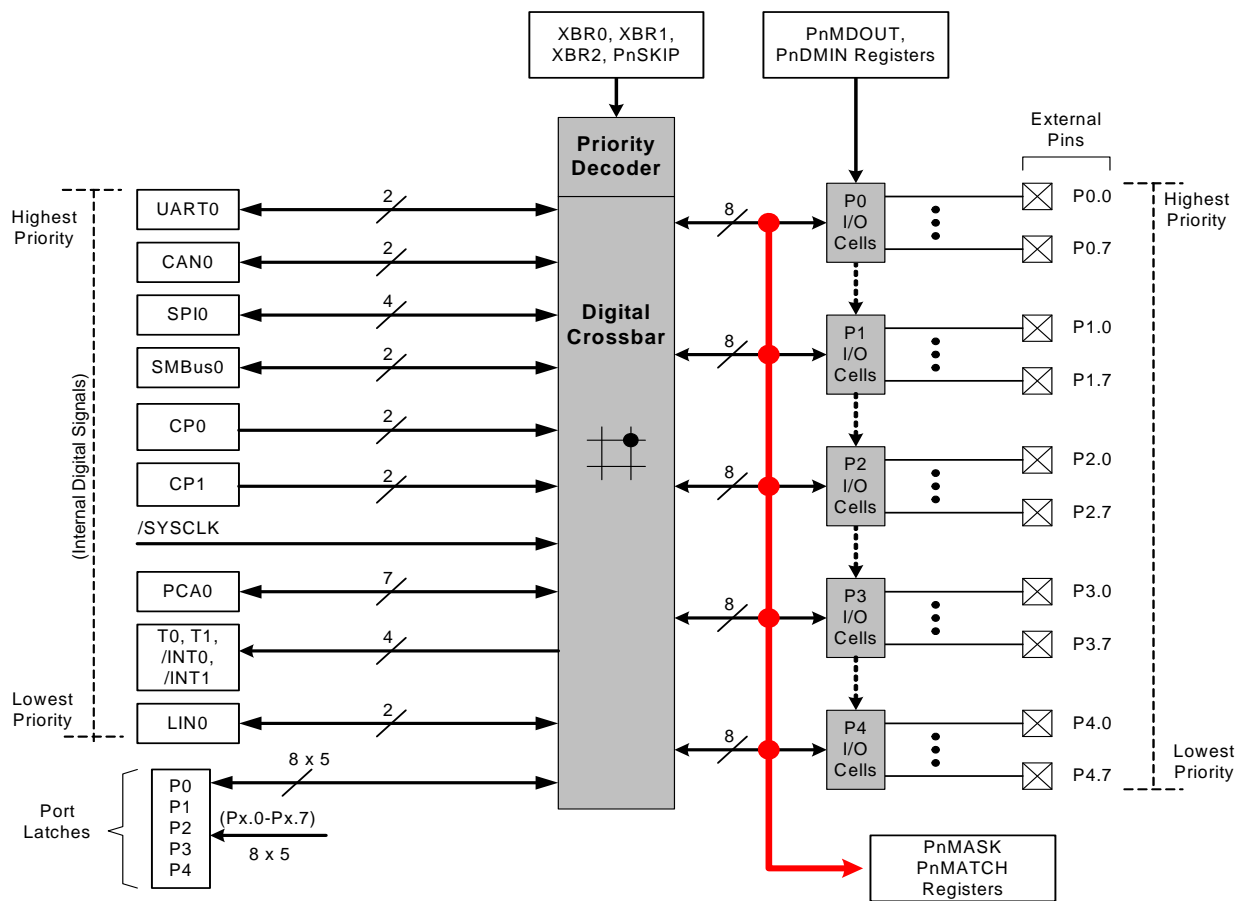 XBR0, XBR1,
XBR2, PnSKIP
PnMDOUT,
PnDMIN Registers
External
Pins
Priority
Decoder
Highest
Priority
(Internal Digital Signals)
Lowest
Priority
UART0
2
CAN0
2
SPI0
4
SMBus0
2
CP0
2
CP1
2
/SYSCLK
PCA0
7
T0, T1,
/INT0,
/INT1
4
LIN0
2
Port
Latches
P0
P1
P2
P3
P4
8 x 5
(Px.0-Px.7)
8 x 5
Digital
Crossbar
8
P0
I/O
Cells
P0.0
P0.7
8
P1
I/O
Cells
P1.0
P1.7
8
P2
I/O
Cells
P2.0
P2.7
8
P3
I/O
Cells
P3.0
P3.7
8
P4
I/O
Cells
P4.0
P4.7
Highest
Priority
Lowest
Priority
PnMASK
PnMATCH
Registers